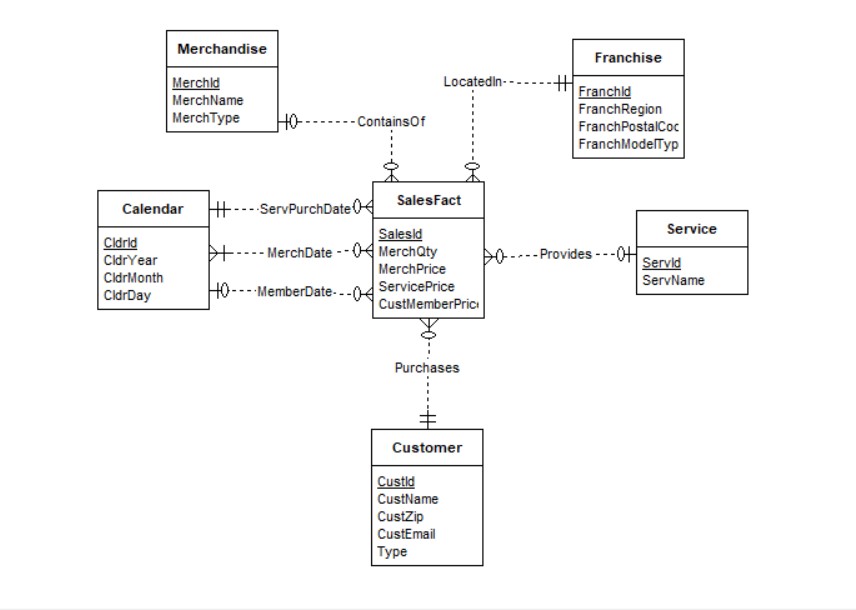 Merchandise
MerchId
MerchName
MerchType
Franchise
FranchId
FranchRegion
FranchPostalCoc
FranchModelTyp
LocatedIn
ContainsOf
Calendar
CldrId
CldrYear
CldrMonth
CldrDay
ServPurchDate
MerchDate
MemberDate
SalesFact
SalesId
MerchQty
MerchPrice
ServicePrice
CustMemberPric
Provides
Service
ServId
ServName
Purchases
Customer
CustId
CustName
CustZip
CustEmail
Type